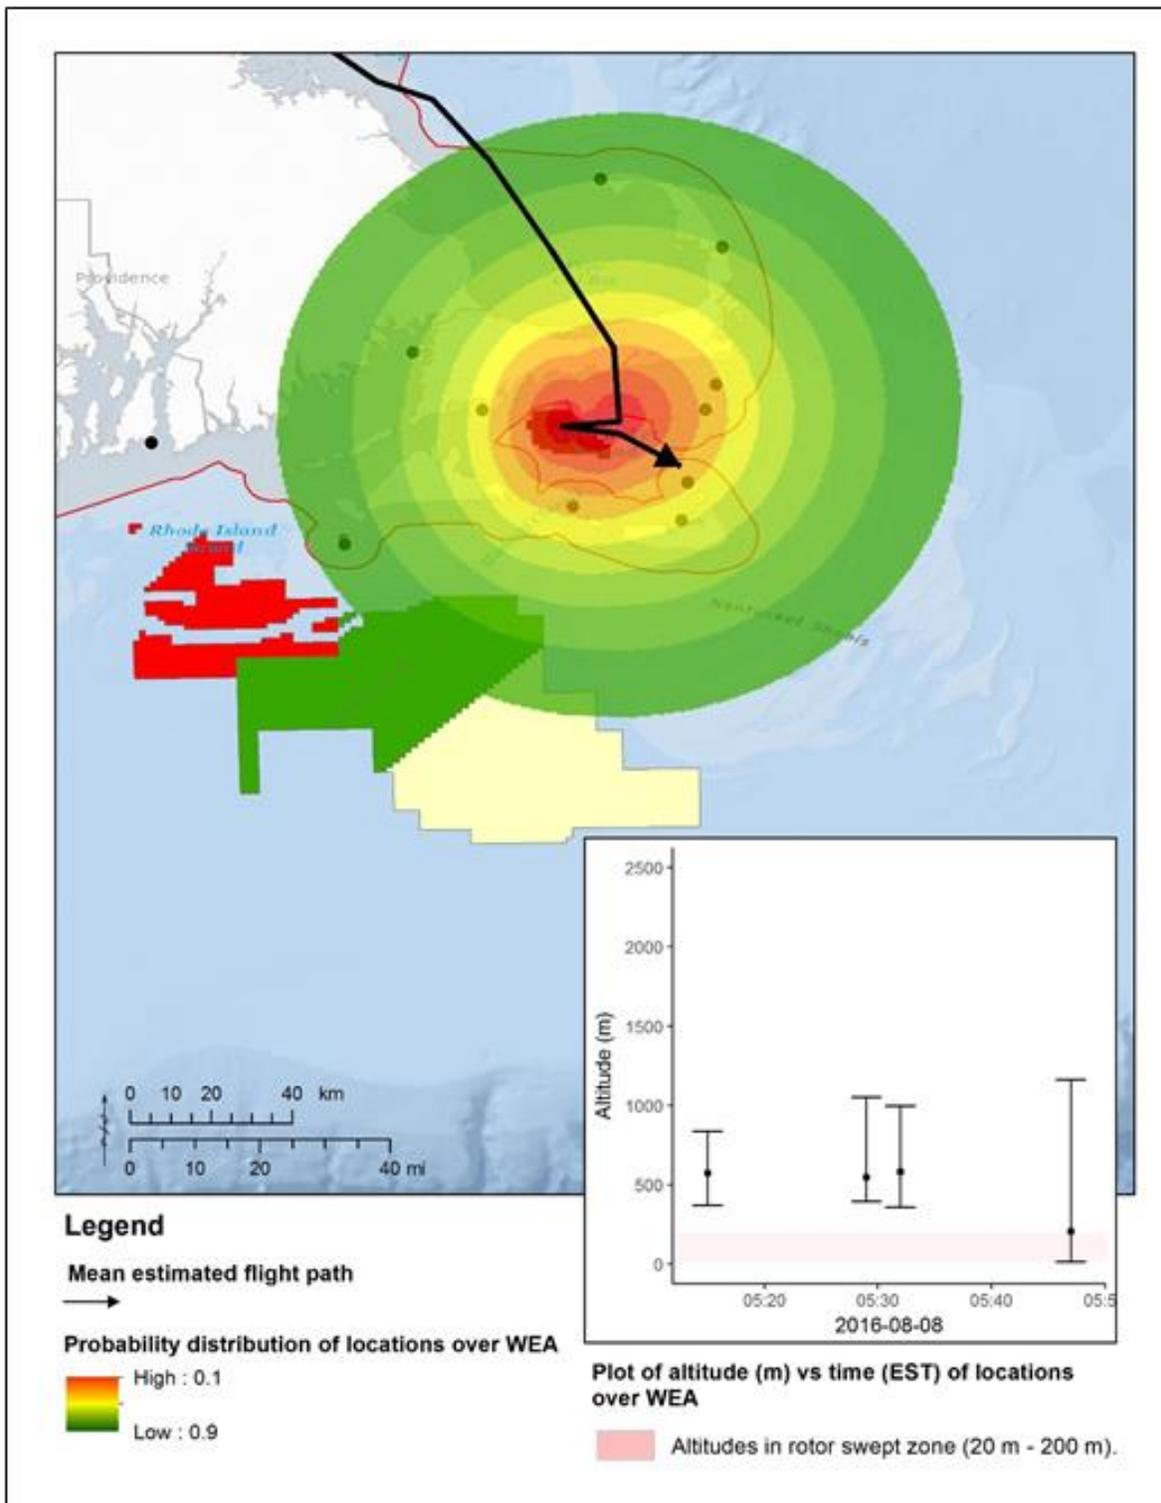 Providence
Rhode Island
Sound
Nantucket Shoals
0 10 20 40 km
0 10 20 40 mi
2500
2000
1500
1000
500
0
Altitude (m)
05:20 05:30 05:40 05:5
2016-08-08
Legend
Mean estimated flight path
Probability distribution of locations over WEA
High : 0.1
Low : 0.9
Plot of altitude (m) vs time (EST) of locations
over WEA
Altitudes in rotor swept zone (20 m - 200 m).